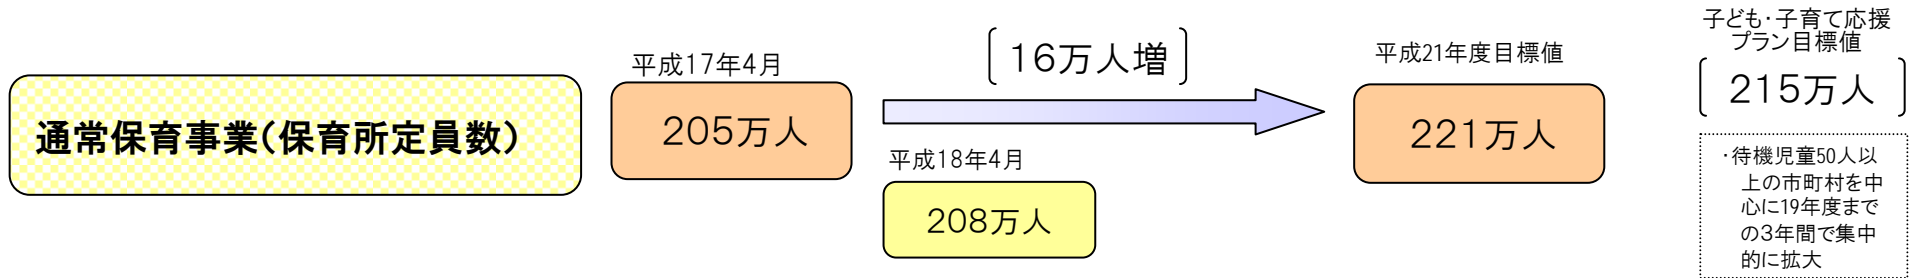 通常保育事業(保育所定員数)
平成17年4月
205万人
16万人増
平成18年4月
208万人
平成21年度目標値
221万人
子ども・子育て応援
プラン目標値
215万人
・待機児童50人以
上の市町村を中
心に19年度まで
の3年間で集中
的に拡大